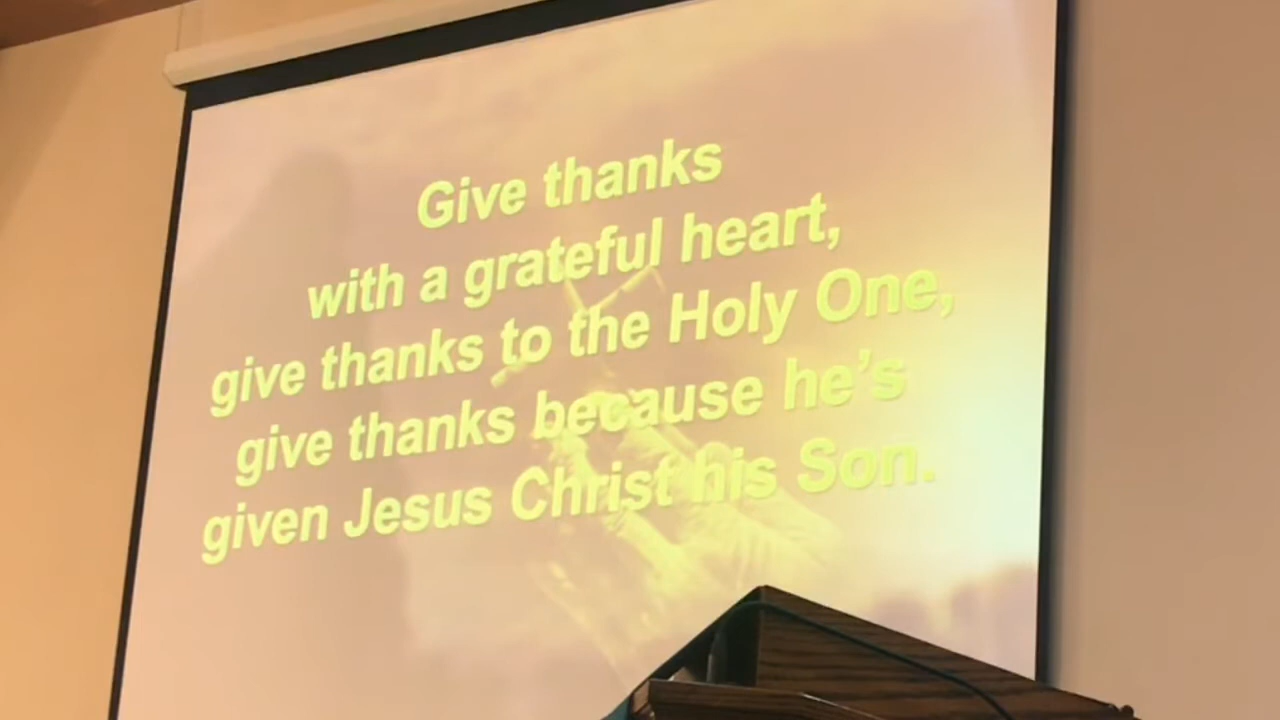 Give thanks
with a grateful heart,
give thanks to the Holy One,
give thanks because he's
given Jesus Christ his Son.